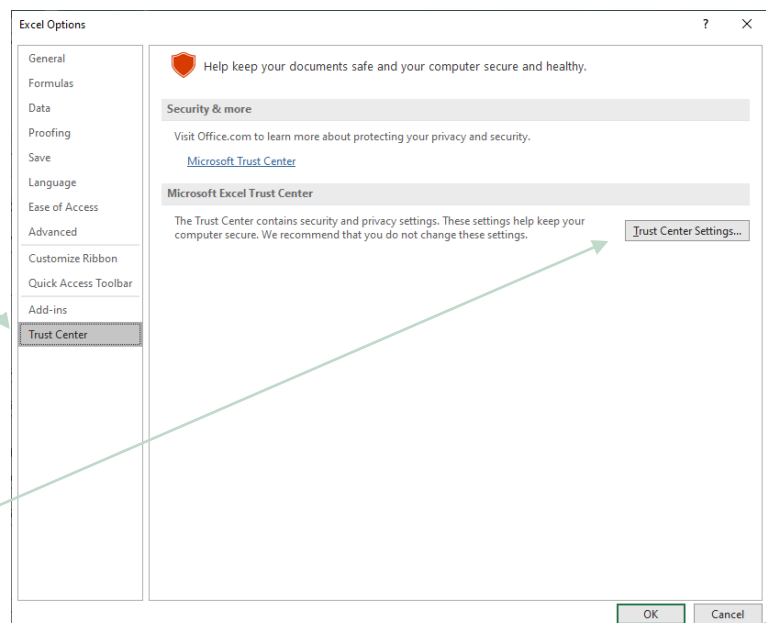 Excel Options
?
General
Formulas
Data
Proofing
Save
Language
Ease of Access
Advanced
Customize Ribbon
Quick Access Toolbar
Add-ins
Trust Center
Help keep your documents safe and your computer secure and healthy.
Security & more
Visit Office.com to learn more about protecting your privacy and security.
Microsoft Trust Center
Microsoft Excel Trust Center
The Trust Center contains security and privacy settings. These settings help keep your
computer secure. We recommend that you do not change these settings.
Trust Center Settings...
OK
Cancel